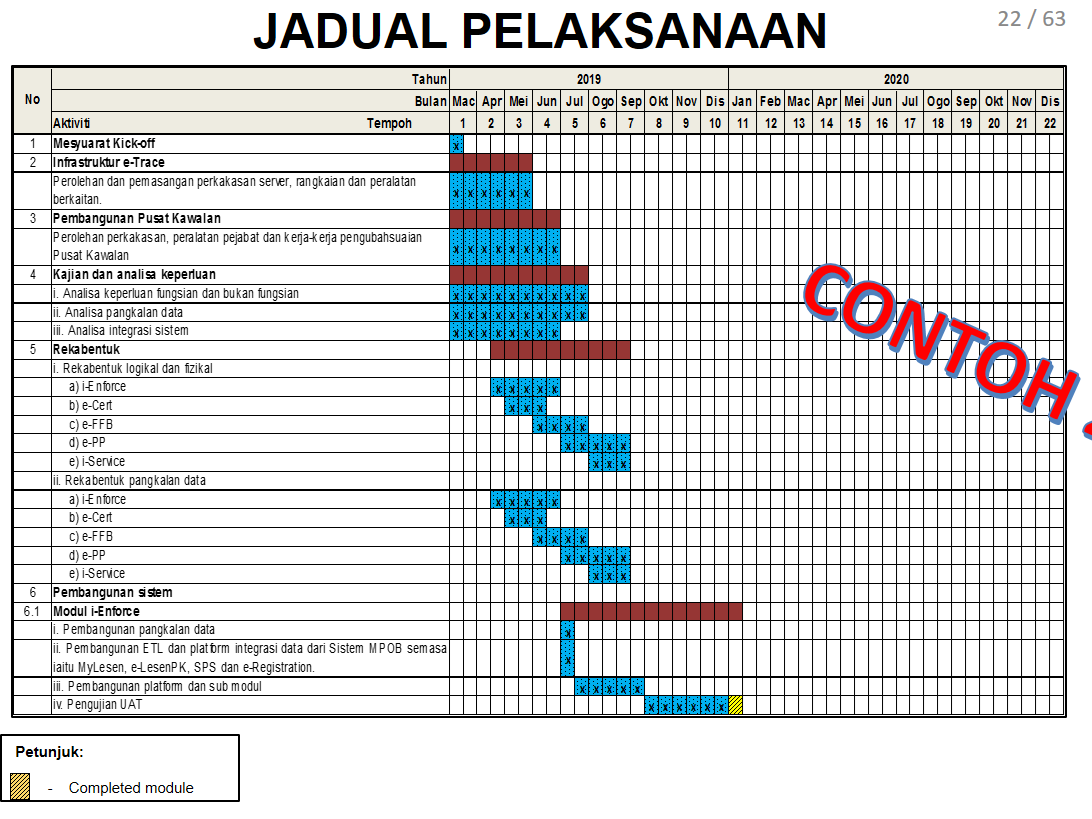 JADUAL PELAKSANAAN
22 / 63
No Tahun 2019 2020
Bulan Mac Apr Mei Jun Jul Ogo Sep Okt Nov Dis Jan Feb Mac Apr Mei Jun Jul Ogo Sep Okt Nov Dis
Aktiviti Tempoh 1 2 3 4 5 6 7 8 9 10 11 12 13 14 15 16 17 18 19 20 21 22
1 Mesyuarat Kick-off x
2 Infrastruktur e-Trace
Perolehan dan pemasangan perkakasan server, rangkaian dan peralatan
berkaitan. x x x x x x
3 Pembangunan Pusat Kawalan
Perolehan perkakasan, peralatan pejabat dan kerja-kerja pengubahsuaian
Pusat Kawalan x x x x x x x x
4 Kajian dan analisa keperluan
i. Analisa keperluan fungsian dan bukan fungsian x x x x x x x x x x
ii. Analisa pangkalan data x x x x x x x x x x
iii. Analisa integrasi sistem x x x x x x x x
5 Rekabentuk
i. Rekabentuk logikal dan fizikal
a) i-Enforce x x x x x
b) e-Cert x x x
c) e-FFB x x x x
d) e-PP x x x x x
e) i-Service x x x
ii. Rekabentuk pangkalan data
a) i-Enforce x x x x x
b) e-Cert x x x
c) e-FFB x x x x
d) e-PP x x x x x
e) i-Service x x x
6 Pembangunan sistem
6.1 Modul i-Enforce
i. Pembangunan pangkalan data x
ii. Pembangunan ETL dan platform integrasi data dari Sistem MPOB semasa
iaitu MyLesen, e-LesenPK, SPS dan e-Registration. x
iii. Pembangunan platform dan sub modul x x x x x
iv. Pengujian UAT x x x x x x
CONTOH
Petunjuk:
- Completed module